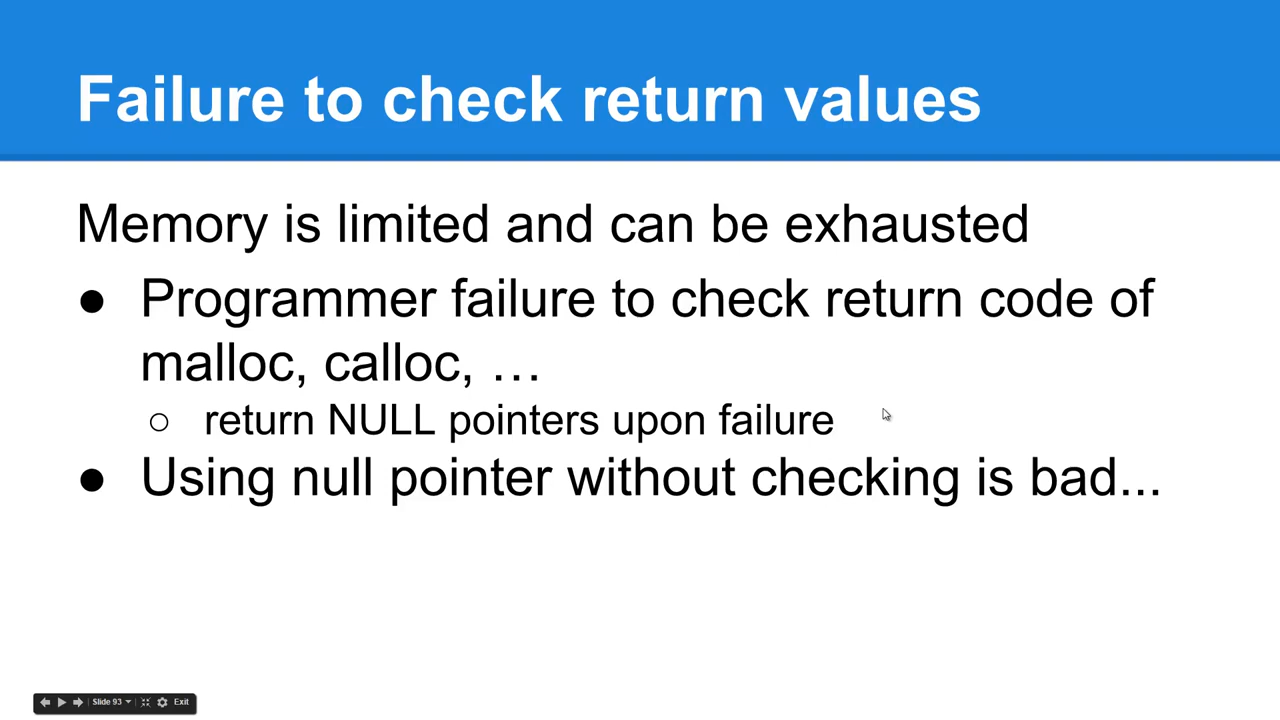 Failure to check return values
Memory is limited and can be exhausted
● Programmer failure to check return code of
malloc, calloc, …
○ return NULL pointers upon failure
● Using null pointer without checking is bad...
Slide 93 Exit